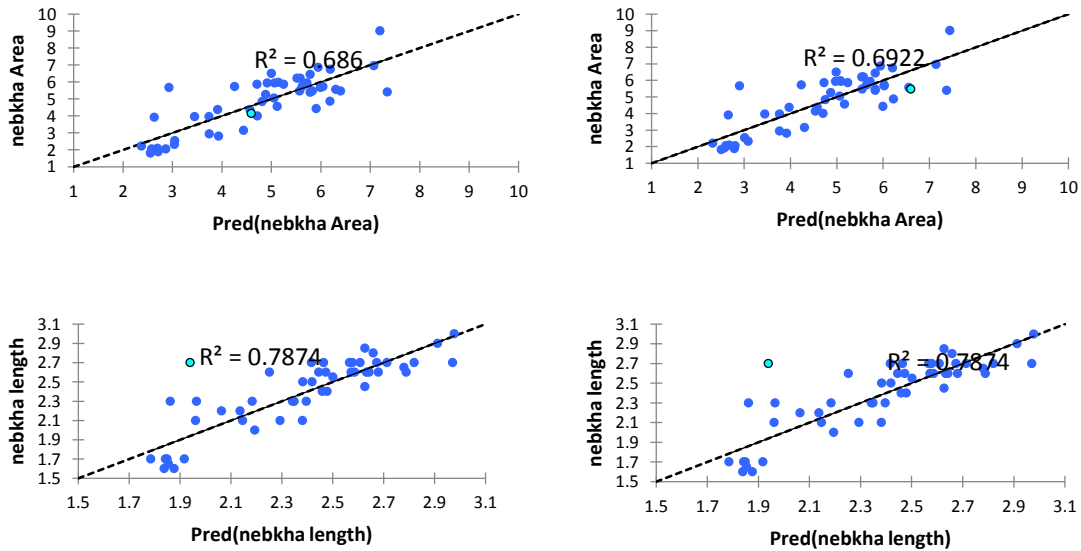 nebkha Area
10
9
8
7
6
5
4
3
2
1
R² = 0.686
1 2 3 4 5 6 7 8 9 10
Pred(nebkha Area)
nebkha Area
10
9
8
7
6
5
4
3
2
1
R² = 0.6922
1 2 3 4 5 6 7 8 9 10
Pred(nebkha Area)
nebkha length
3.1
2.9
2.7
2.5
2.3
2.1
1.9
1.7
1.5
R² = 0.7874
1.5 1.7 1.9 2.1 2.3 2.5 2.7 2.9 3.1
Pred(nebkha length)
nebkha length
3.1
2.9
2.7
2.5
2.3
2.1
1.9
1.7
1.5
R² = 0.7874
1.5 1.7 1.9 2.1 2.3 2.5 2.7 2.9 3.1
Pred(nebkha length)